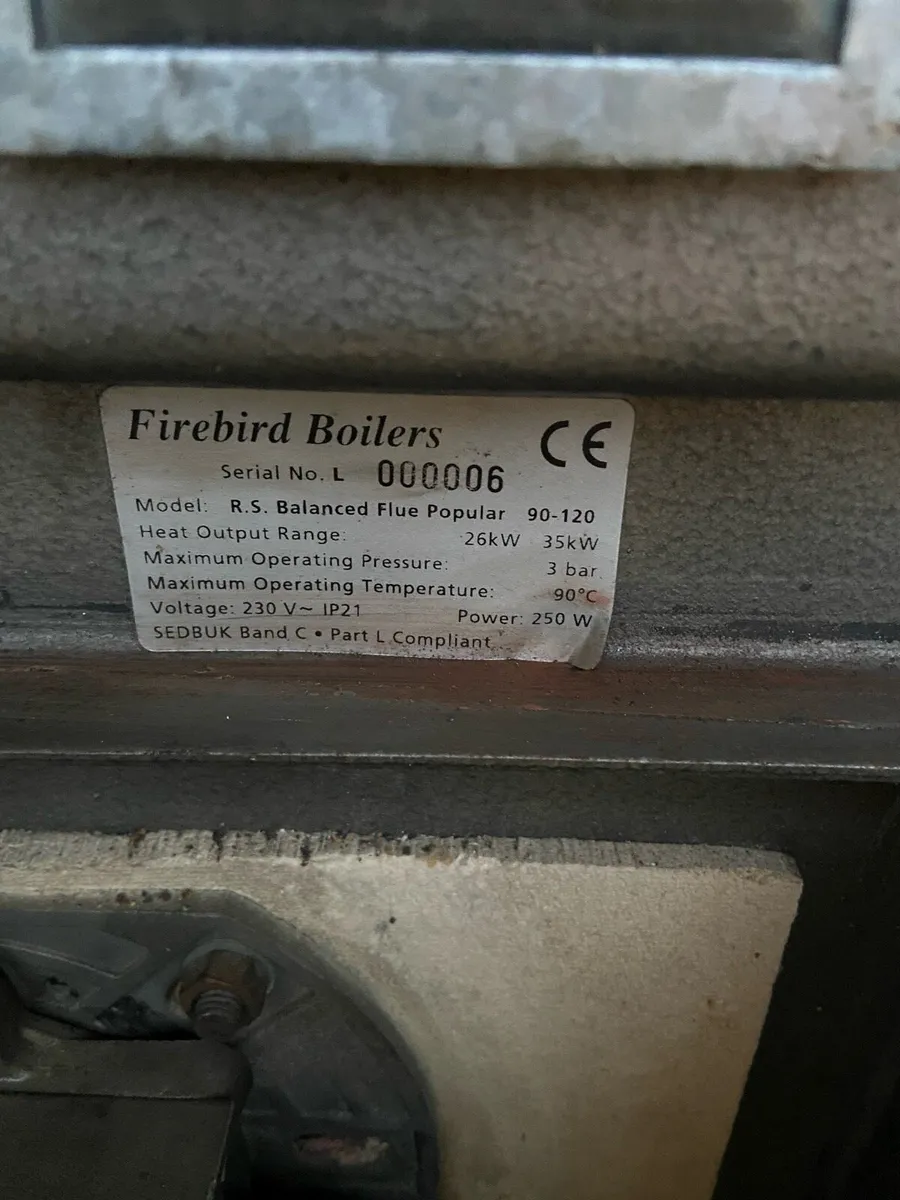 Firebird Boilers CE
Serial No. L 000006
Model: R.S. Balanced Flue Popular 90-120
Heat Output Range: 26kW 35kW
Maximum Operating Pressure: 3 bar
Maximum Operating Temperature: 90°C
Voltage: 230 V~ IP21 Power: 250 W
SEDBUK Band C • Part L Compliant